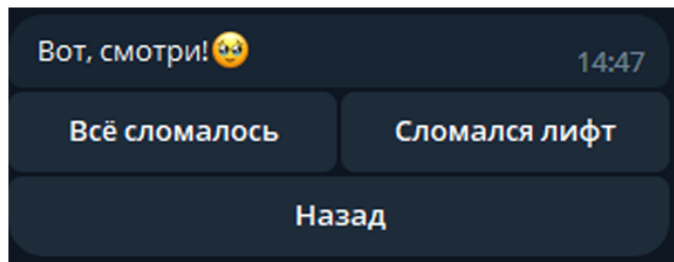 Вот, смотри!🥹
14:47
Всё сломалось
Сломался лифт
Назад